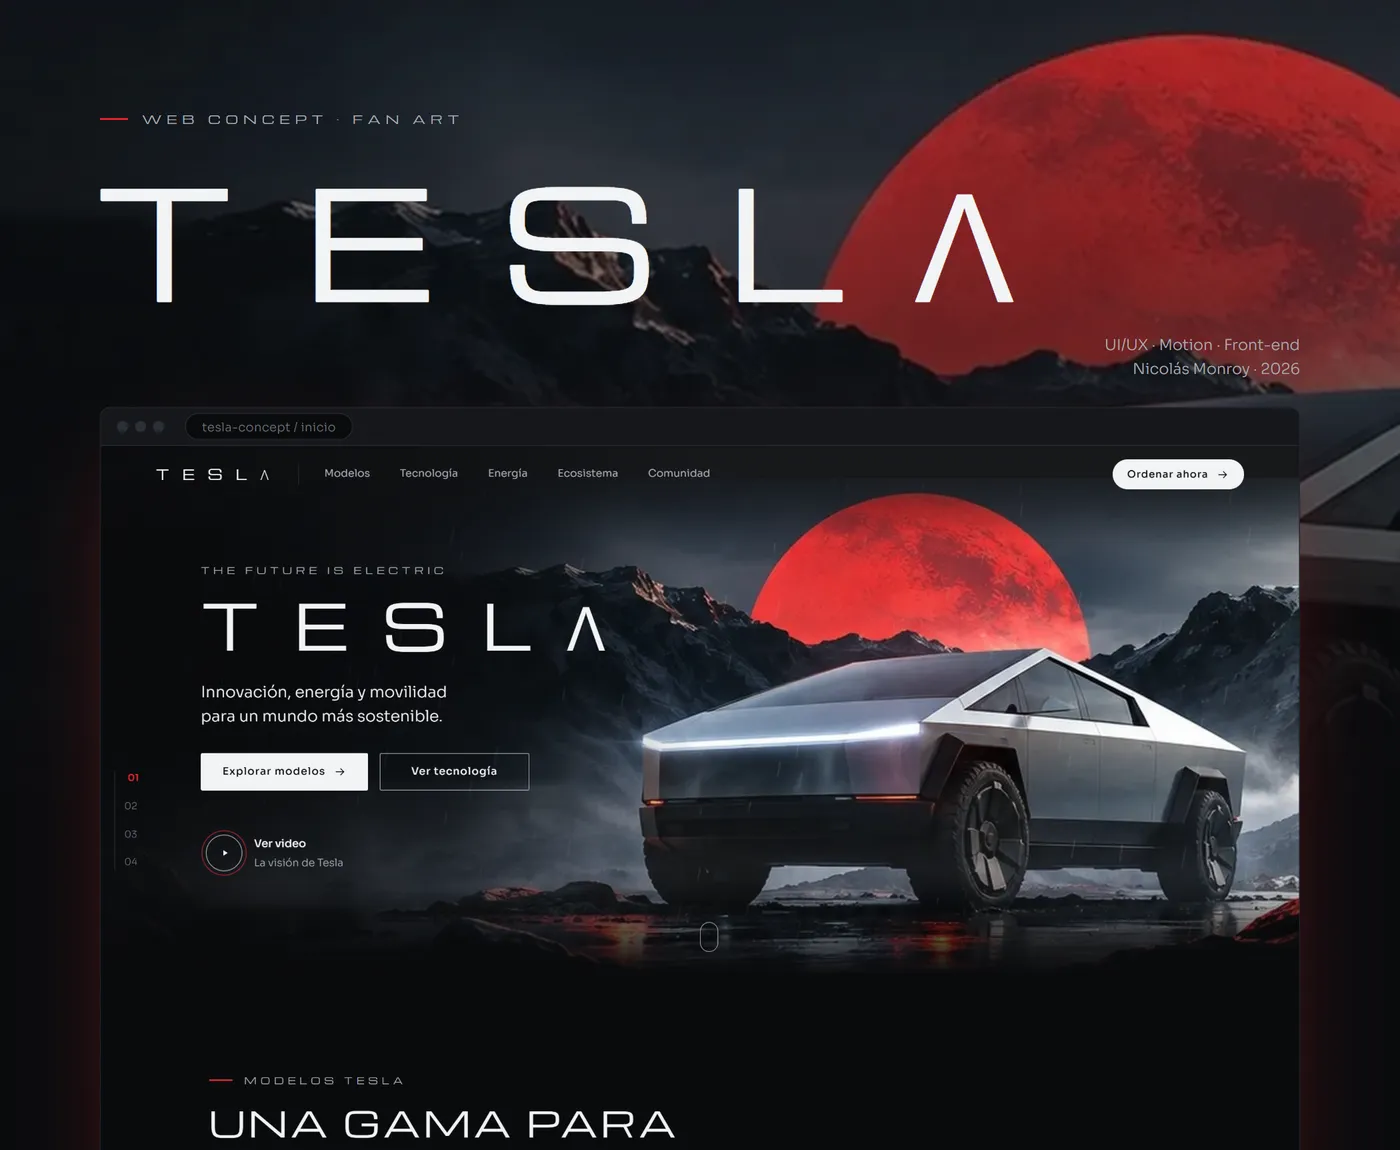 WEB CONCEPT · FAN ART
TESLA
UI/UX · Motion · Front-end
Nicolás Monroy · 2026
tesla-concept / inicio
TESLA
Modelos
Tecnología
Energía
Ecosistema
Comunidad
Ordenar ahora →
THE FUTURE IS ELECTRIC
TESLA
Innovación, energía y movilidad
para un mundo más sostenible.
Explorar modelos →
Ver tecnología
01
02
03
04
Ver video
La visión de Tesla
MODELOS TESLA
UNA GAMA PARA